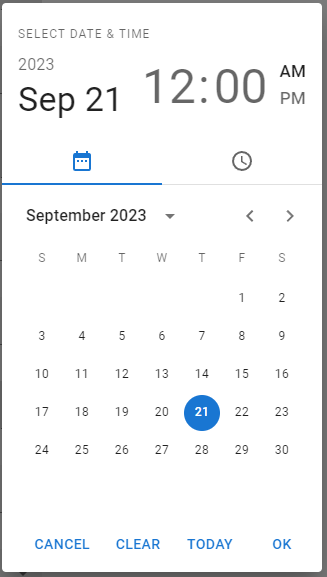 SELECT DATE & TIME
2023
Sep 21 12:00 AM
PM
September 2023
S M T W T F S
1 2
3 4 5 6 7 8 9
10 11 12 13 14 15 16
17 18 19 20 21 22 23
24 25 26 27 28 29 30
CANCEL CLEAR TODAY OK